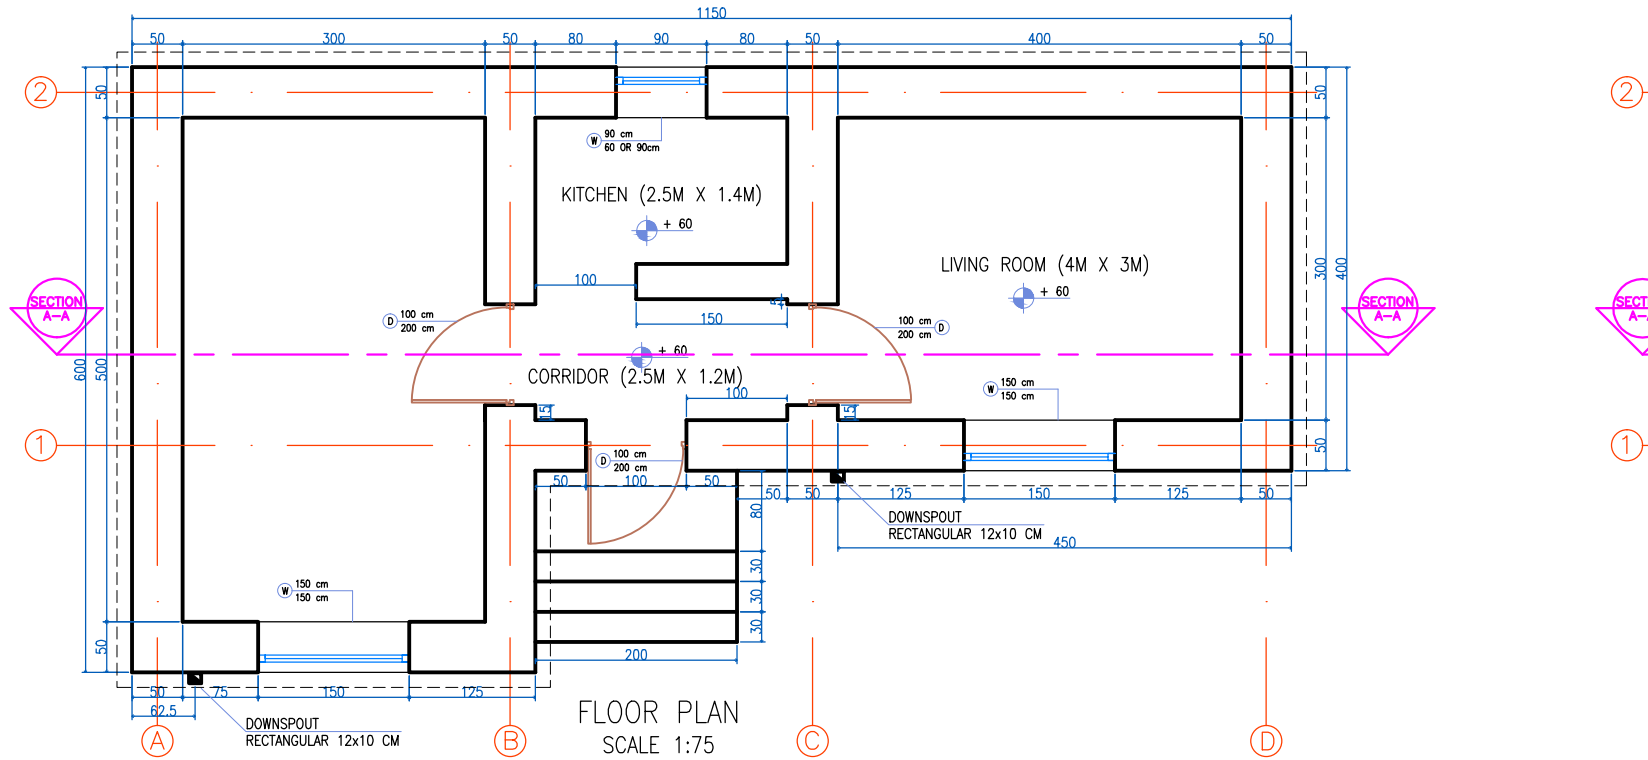 1150
50 300 50 80 90 80 50 400 50
2
2
50
50
W 90 cm
60 OR 90cm
KITCHEN (2.5M X 1.4M)
+ 60
LIVING ROOM (4M X 3M)
+ 60
100
300
400
SECTION
A-A
SECTION
A-A
5
150
D 100 cm
200 cm
100 cm D
200 cm
+ 60
CORRIDOR (2.5M X 1.2M)
600
500
W 150 cm
150 cm
100
15
15
1
1
D 100 cm
200 cm
50
50 100 50
50 50 125 150 125 50
80
DOWNSPOUT
RECTANGULAR 12x10 CM
450
30
30
30
W 150 cm
150 cm
50
200
50 75 150 125
62.5
DOWNSPOUT
RECTANGULAR 12x10 CM
FLOOR PLAN
SCALE 1:75
A B C D